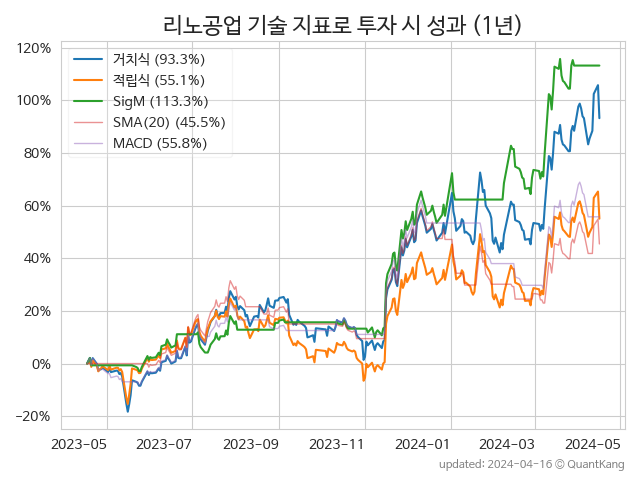 리노공업 기술 지표로 투자 시 성과 (1년)
120%
100%
80%
60%
40%
20%
0%
−20%
거치식 (93.3%)
적립식 (55.1%)
SigM (113.3%)
SMA(20) (45.5%)
MACD (55.8%)
2023-05 2023-07 2023-09 2023-11 2024-01 2024-03 2024-05
updated: 2024-04-16 © QuantKang